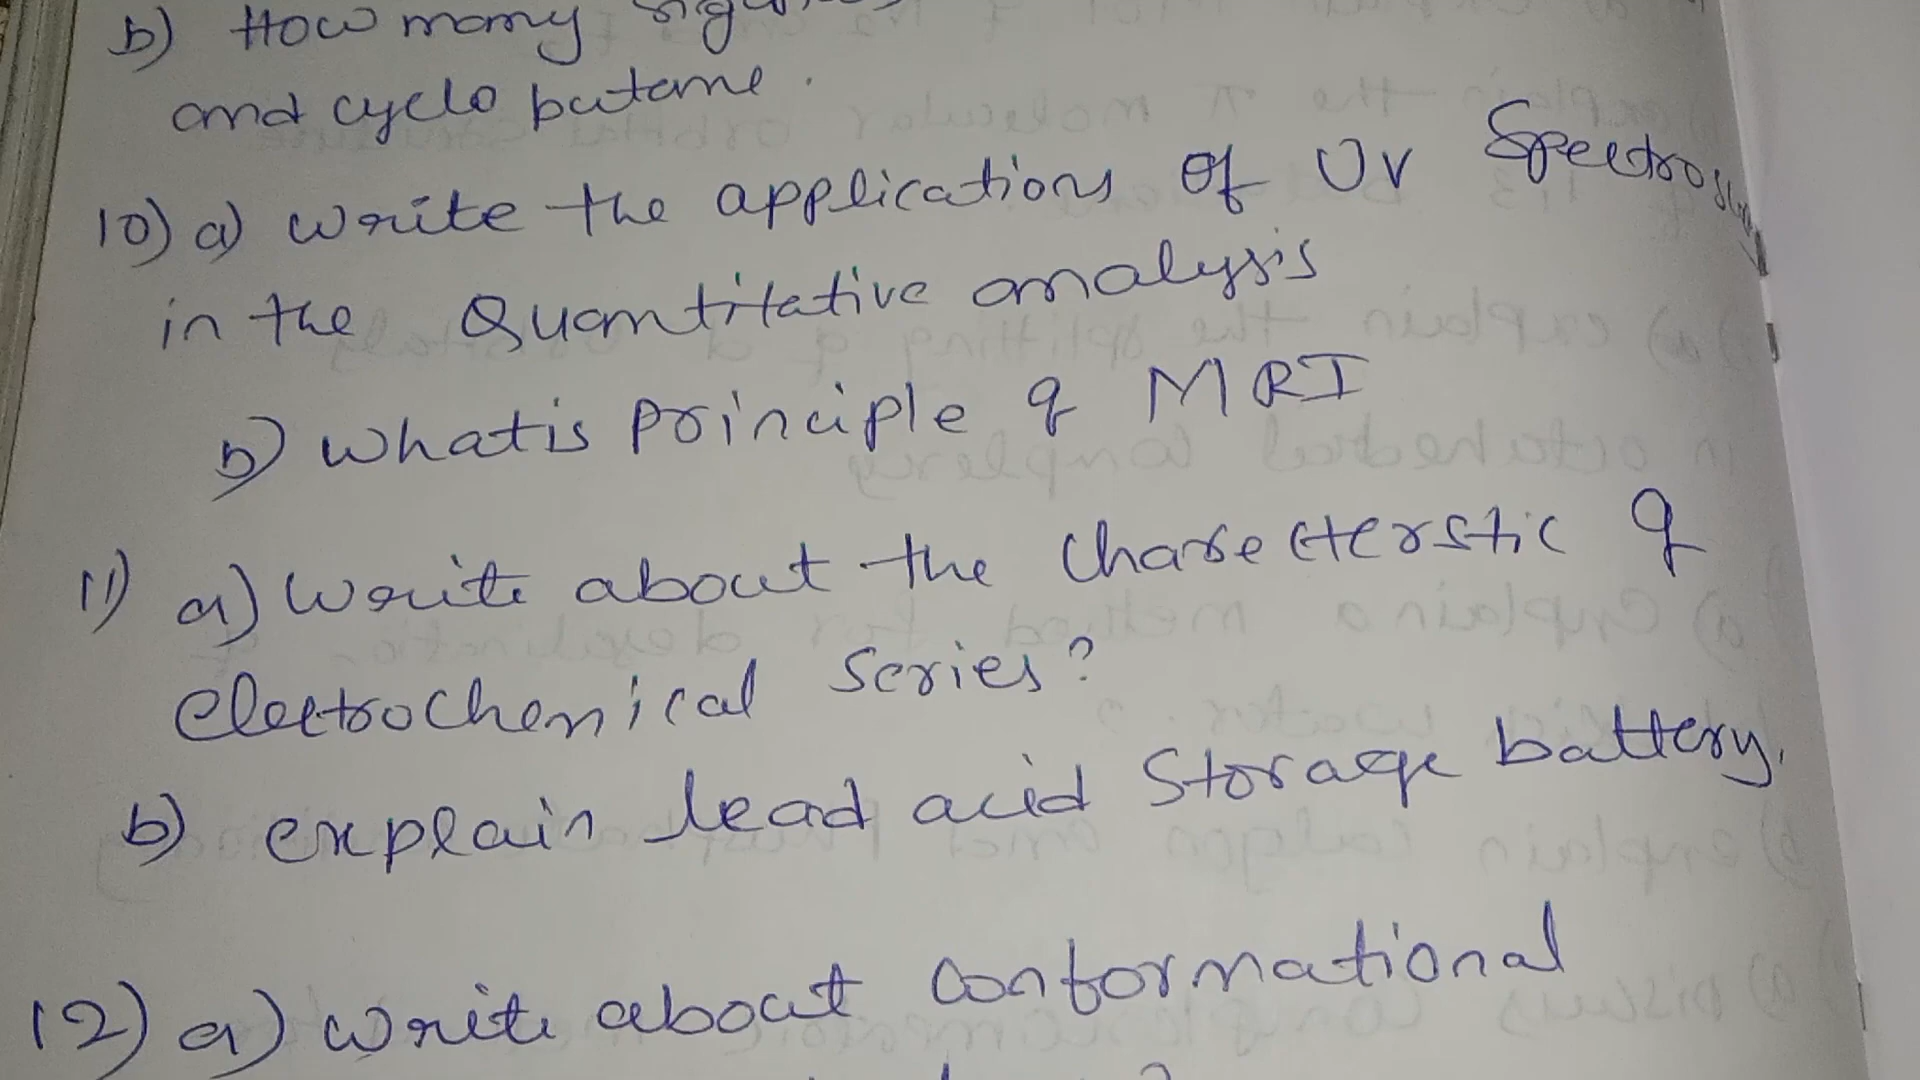 b) How many
and cyclo butane.
10) a) write the applications of UV
in the Quantitative analysis
b) what is principle of MRI
11) a) write about the charecterstic of
electrochemical series?
b) explain lead acid storage battery.
12) a) write about conformational